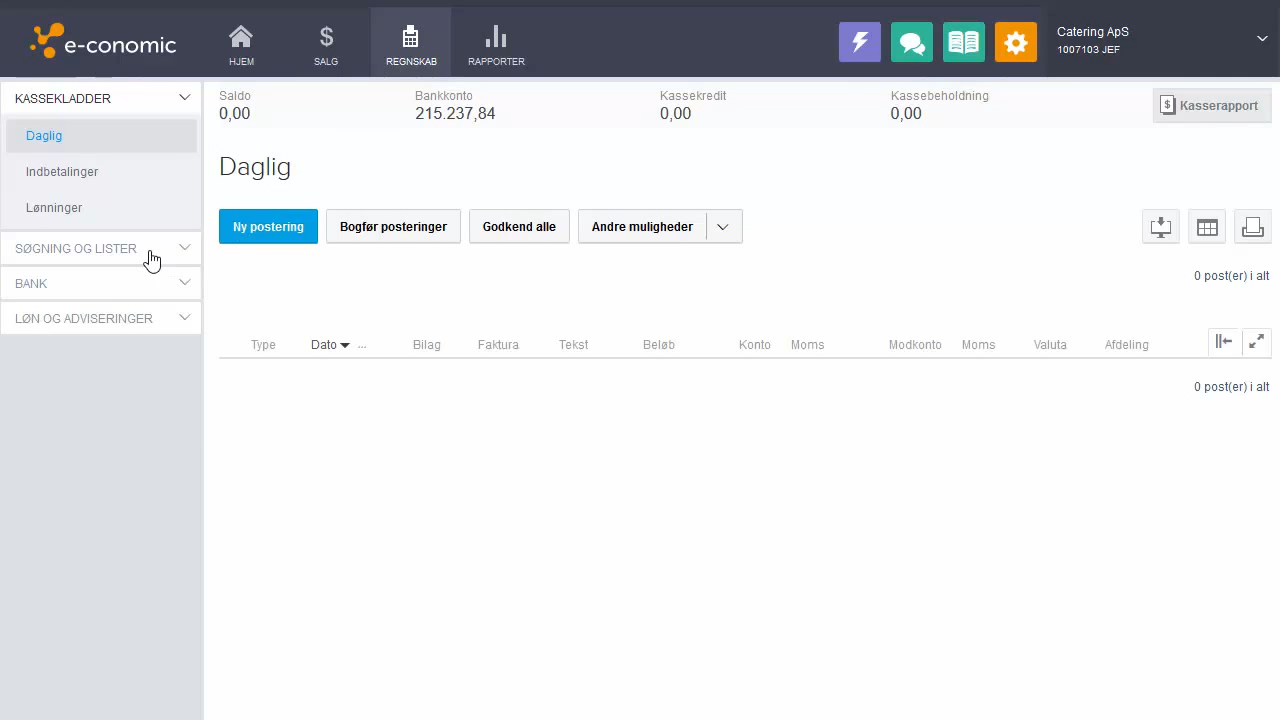 e-conomic
HJEM
SALG
REGNSKAB
RAPPORTER
Catering ApS
1007103 JEF
KASSEKLADDER
Daglig
Indbetalinger
Lønninger
SØGNING OG LISTER
BANK
LØN OG ADVISERINGER
Saldo Bankkonto Kassekredit Kassebeholdning
0,00 215.237,84 0,00 0,00
Kasserapport
Daglig
Ny postering Bogfør posteringer Godkend alle Andre muligheder
0 post(er) i alt
Type Dato ... Bilag Faktura Tekst Beløb Konto Moms Modkonto Moms Valuta Afdeling
0 post(er) i alt